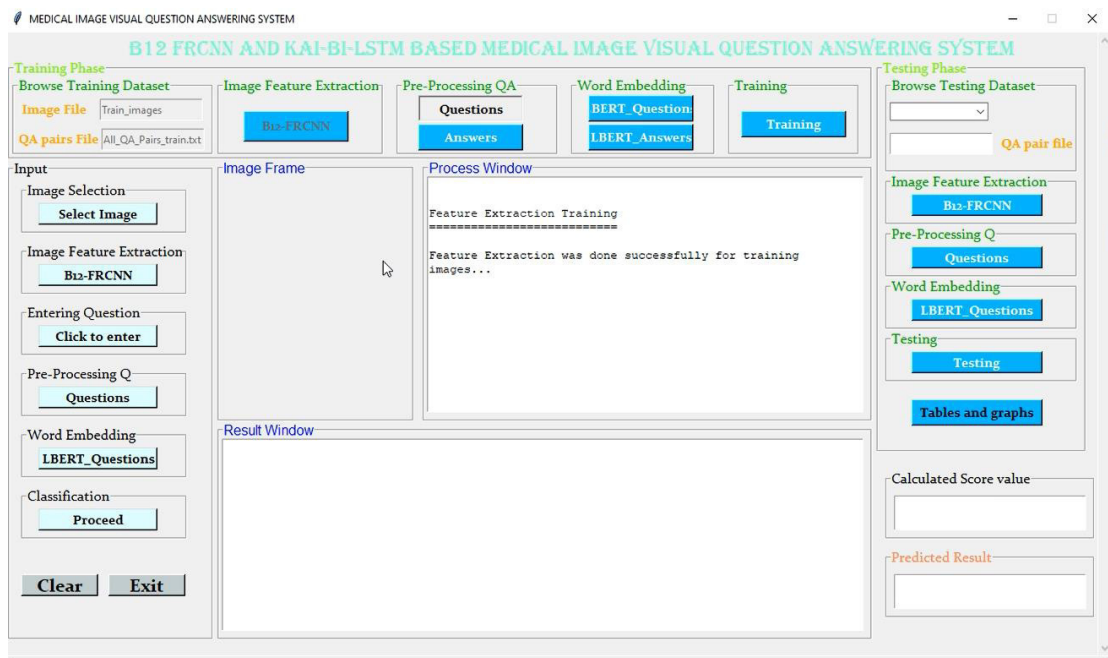 MEDICAL IMAGE VISUAL QUESTION ANSWERING SYSTEM
B12 FRCNN AND KAI-BI-LSTM BASED MEDICAL IMAGE VISUAL QUESTION ANSWERING SYSTEM
Training Phase
Browse Training Dataset
Image File Train_images
QA pairs File All_QA_Pairs_train.txt
Image Feature Extraction
B12-FRCNN
Pre-Processing QA
Questions
Answers
Word Embedding
BERT_Question
LBERT_Answers
Training
Training
Testing Phase
Browse Testing Dataset
QA pair file
Image Feature Extraction
B12-FRCNN
Pre-Processing Q
Questions
Word Embedding
LBERT_Questions
Testing
Testing
Tables and graphs
Input
Image Selection
Select Image
Image Feature Extraction
B12-FRCNN
Entering Question
Click to enter
Pre-Processing Q
Questions
Word Embedding
LBERT_Questions
Classification
Proceed
Clear Exit
Image Frame
Process Window
Feature Extraction Training
===========================
Feature Extraction was done successfully for training
images...
Result Window
Calculated Score value
Predicted Result